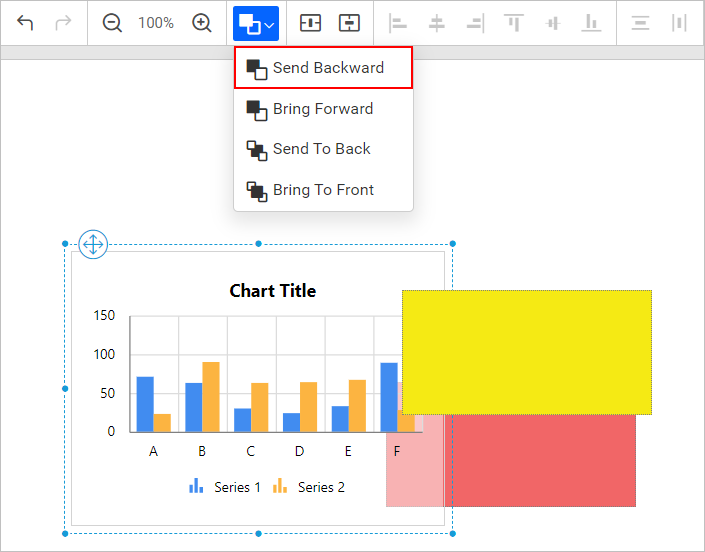 100%
Send Backward
Bring Forward
Send To Back
Bring To Front
Chart Title
150
100
50
0
A B C D E F
Series 1 Series 2